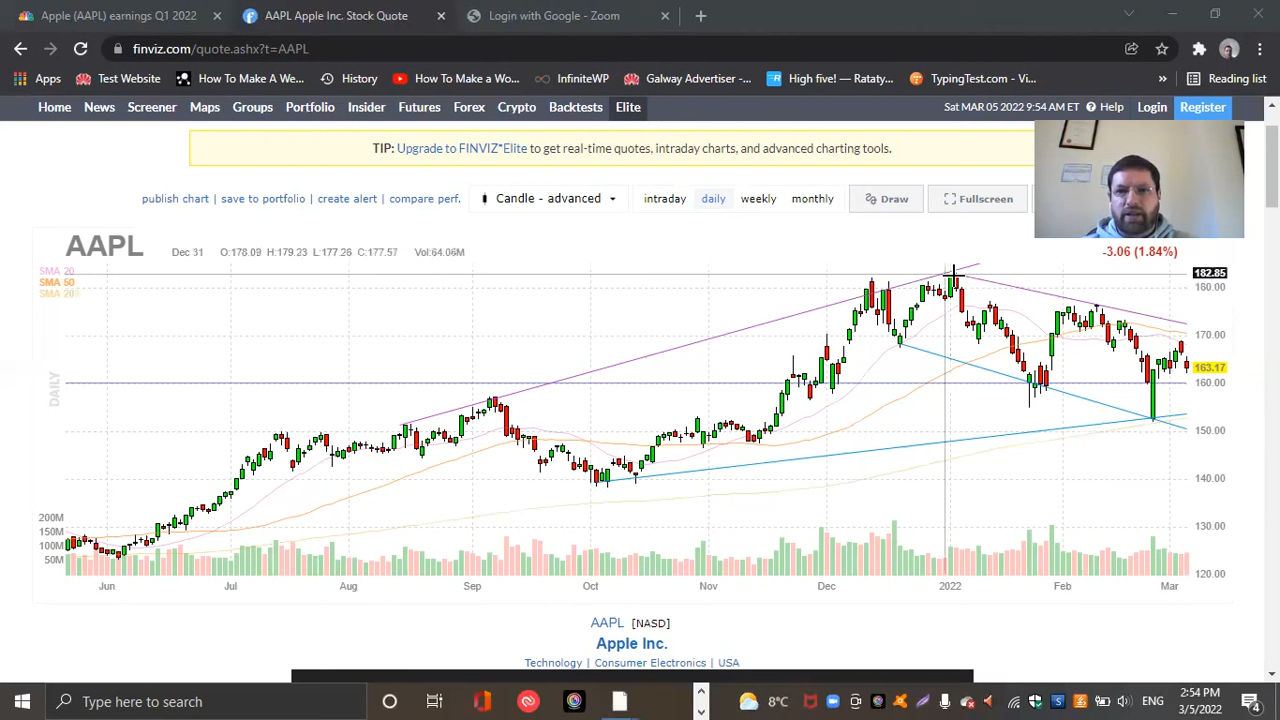 Apple (AAPL) earnings Q1 2022
AAPL Apple Inc. Stock Quote
Login with Google - Zoom
finviz.com/quote.ashx?t=AAPL
Apps
Test Website
How To Make A We...
History
How To Make a Wo...
InfiniteWP
Galway Advertiser -...
High five! — Rataty...
TypingTest.com - Vi...
»
Reading list
Home News Screener Maps Groups Portfolio Insider Futures Forex Crypto Backtests Elite
Sat MAR 05 2022 9:54 AM ET
Help
Login
Register
TIP: Upgrade to FINVIZ*Elite to get real-time quotes, intraday charts, and advanced charting tools.
publish chart | save to portfolio | create alert | compare perf.
Candle - advanced
intraday daily weekly monthly
Draw
Fullscreen
AAPL
Dec 31 O:178.09 H:179.23 L:177.26 C:177.57 Vol:64.06M
-3.06 (1.84%)
SMA 20
SMA 50
SMA 20
182.85
180.00
170.00
163.17
160.00
150.00
140.00
130.00
120.00
DAILY
200M
150M
100M
50M
Jun Jul Aug Sep Oct Nov Dec 2022 Feb Mar
AAPL [NASD]
Apple Inc.
Technology | Consumer Electronics | USA
Type here to search
8°C
ENG
2:54 PM
3/5/2022
4